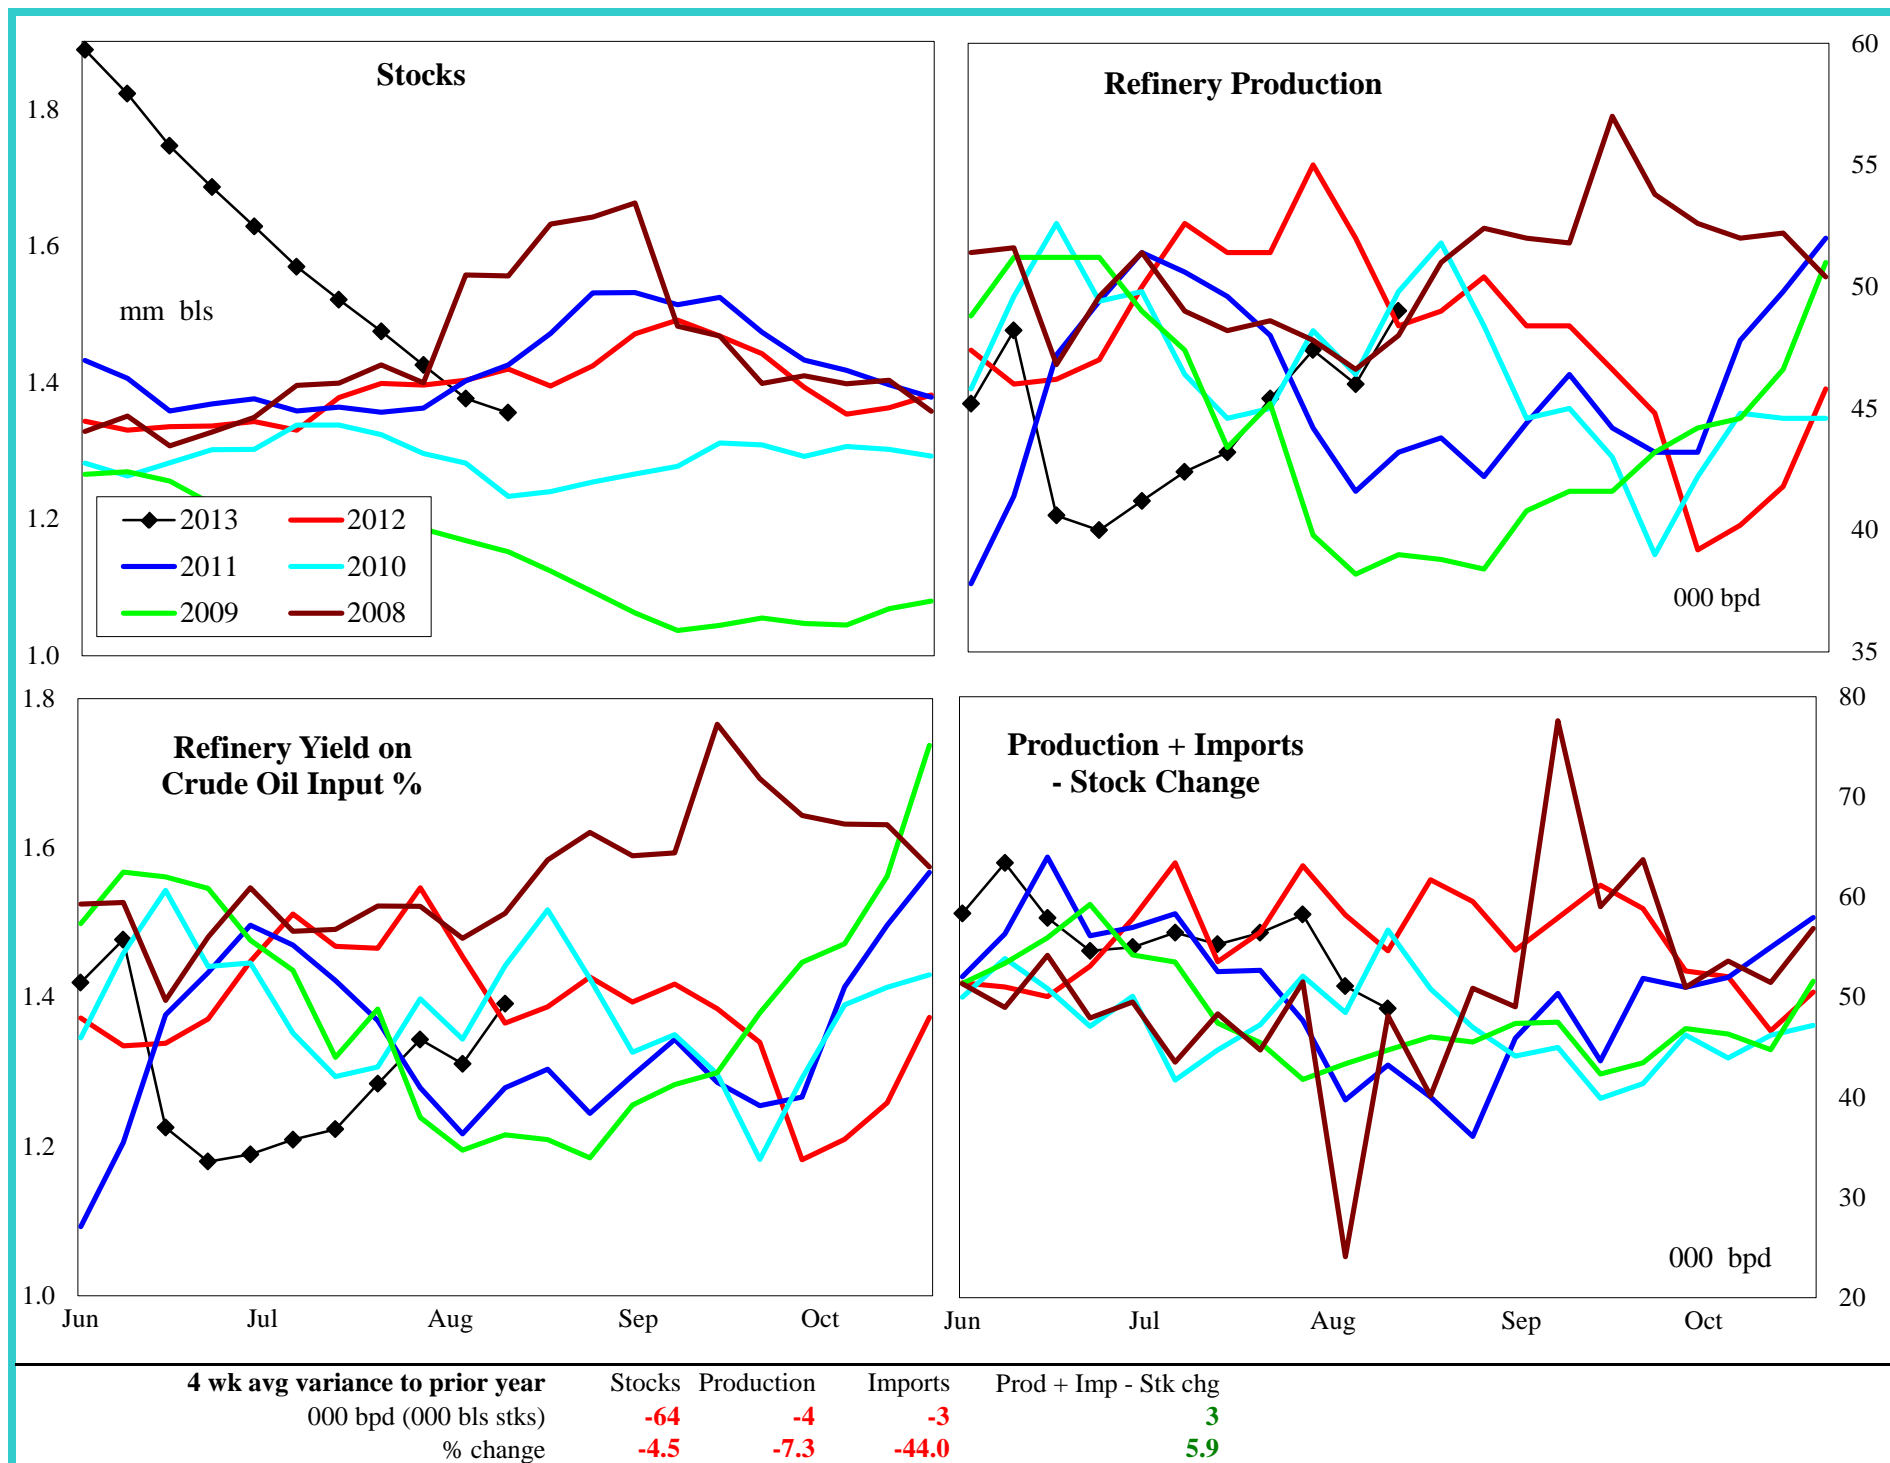 Stocks
1.8
1.6
1.4
1.2
1.0
mm bls
2013
2012
2011
2010
2009
2008
Refinery Production
60
55
50
45
40
35
000 bpd
Refinery Yield on
Crude Oil Input %
1.8
1.6
1.4
1.2
1.0
Jun Jul Aug Sep Oct
Production + Imports
- Stock Change
80
70
60
50
40
30
20
000 bpd
Jun Jul Aug Sep Oct
4 wk avg variance to prior year Stocks Production Imports Prod + Imp - Stk chg
000 bpd (000 bls stks) -64 -4 -3 3
% change -4.5 -7.3 -44.0 5.9